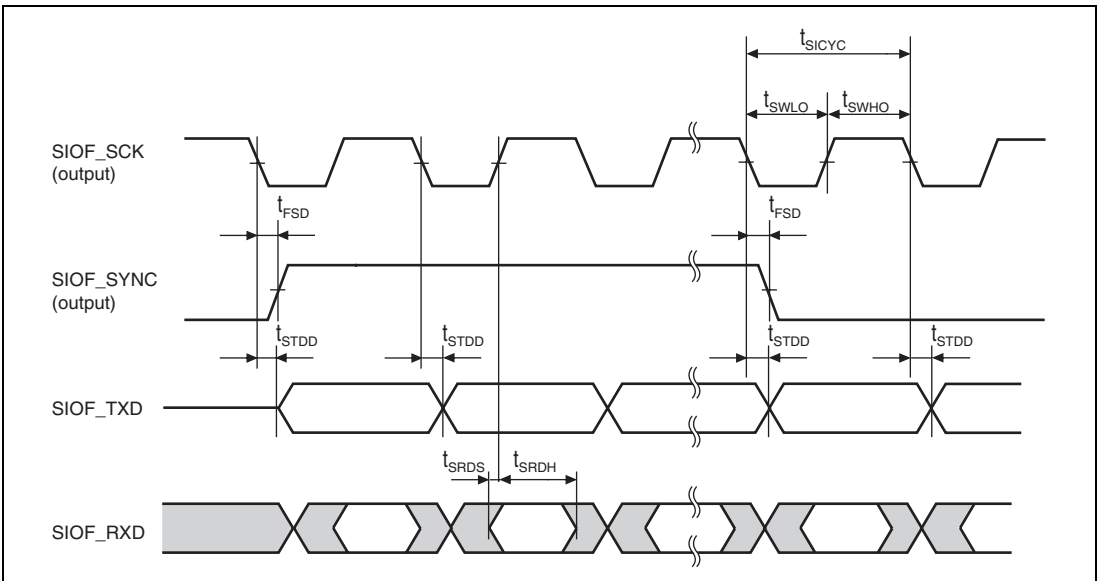 tSICYC
tSWLO tSWHO
SIOF_SCK
(output)
tFSD tFSD
SIOF_SYNC
(output)
tSTDD tSTDD tSTDD tSTDD
SIOF_TXD
tSRDS tSRDH
SIOF_RXD